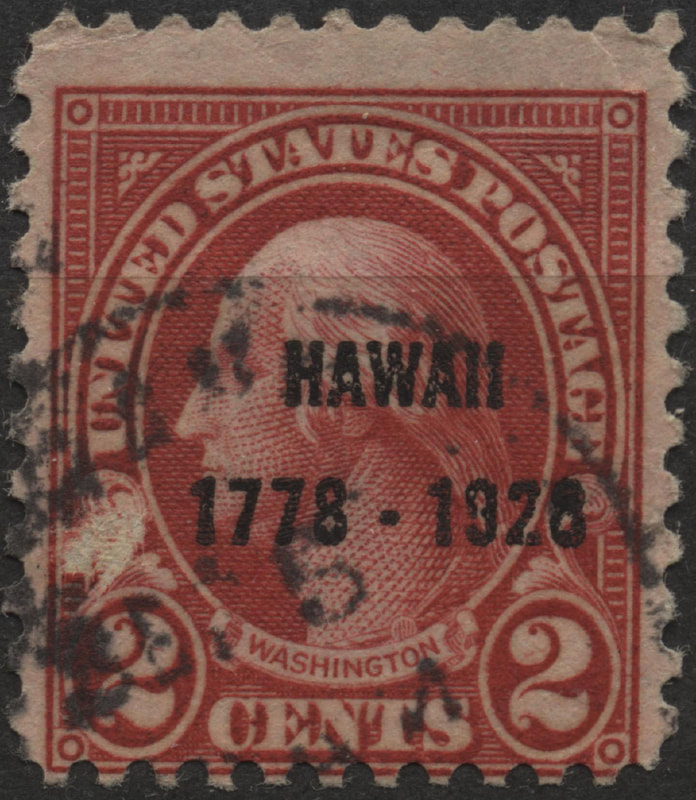 UNITED STATES POSTAGE
HAWAII
1778 - 1928
WASHINGTON
2 2
CENTS